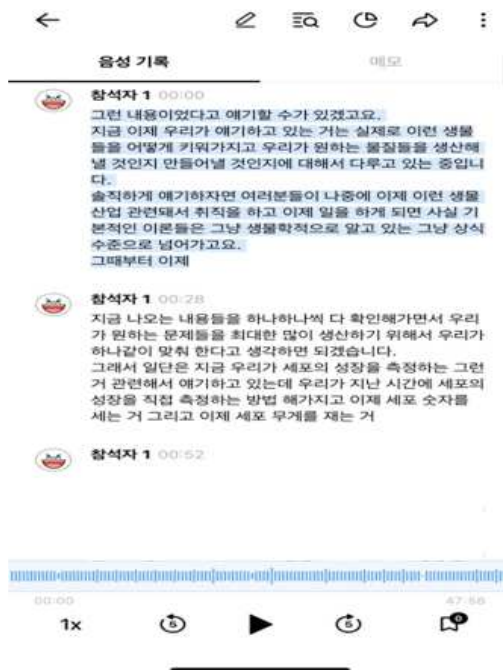 음성 기록
메모
참석자 1 00:00
그런 내용이었다고 얘기할 수가 있겠고요.
지금 이제 우리가 얘기하고 있는 거는 실제로 이런 생물
들을 어떻게 키워가지고 우리가 원하는 물질들을 생산해
낼 것인지 만들어낼 것인지에 대해서 다루고 있는 중입니
다.
솔직하게 얘기하자면 여러분들이 나중에 이제 이런 생물
산업 관련돼서 취직을 하고 이제 일을 하게 되면 사실 기
본적인 이론들은 그냥 생물학적으로 알고 있는 그냥 상식
수준으로 넘어가고요.
그때부터 이제
참석자 1 00:28
지금 나오는 내용들을 하나하나씩 다 확인해가면서 우리
가 원하는 문제들을 최대한 많이 생산하기 위해서 우리가
하나같이 맞춰 한다고 생각하면 되겠습니다.
그래서 일단은 지금 우리가 세포의 성장을 측정하는 그런
거 관련해서 얘기하고 있는데 우리가 지난 시간에 세포의
성장을 직접 측정하는 방법 해가지고 이제 세포 숫자를
세는 거 그리고 이제 세포 무게를 재는 거
참석자 1 00:52
00:00
47:56
1x
5
5
0